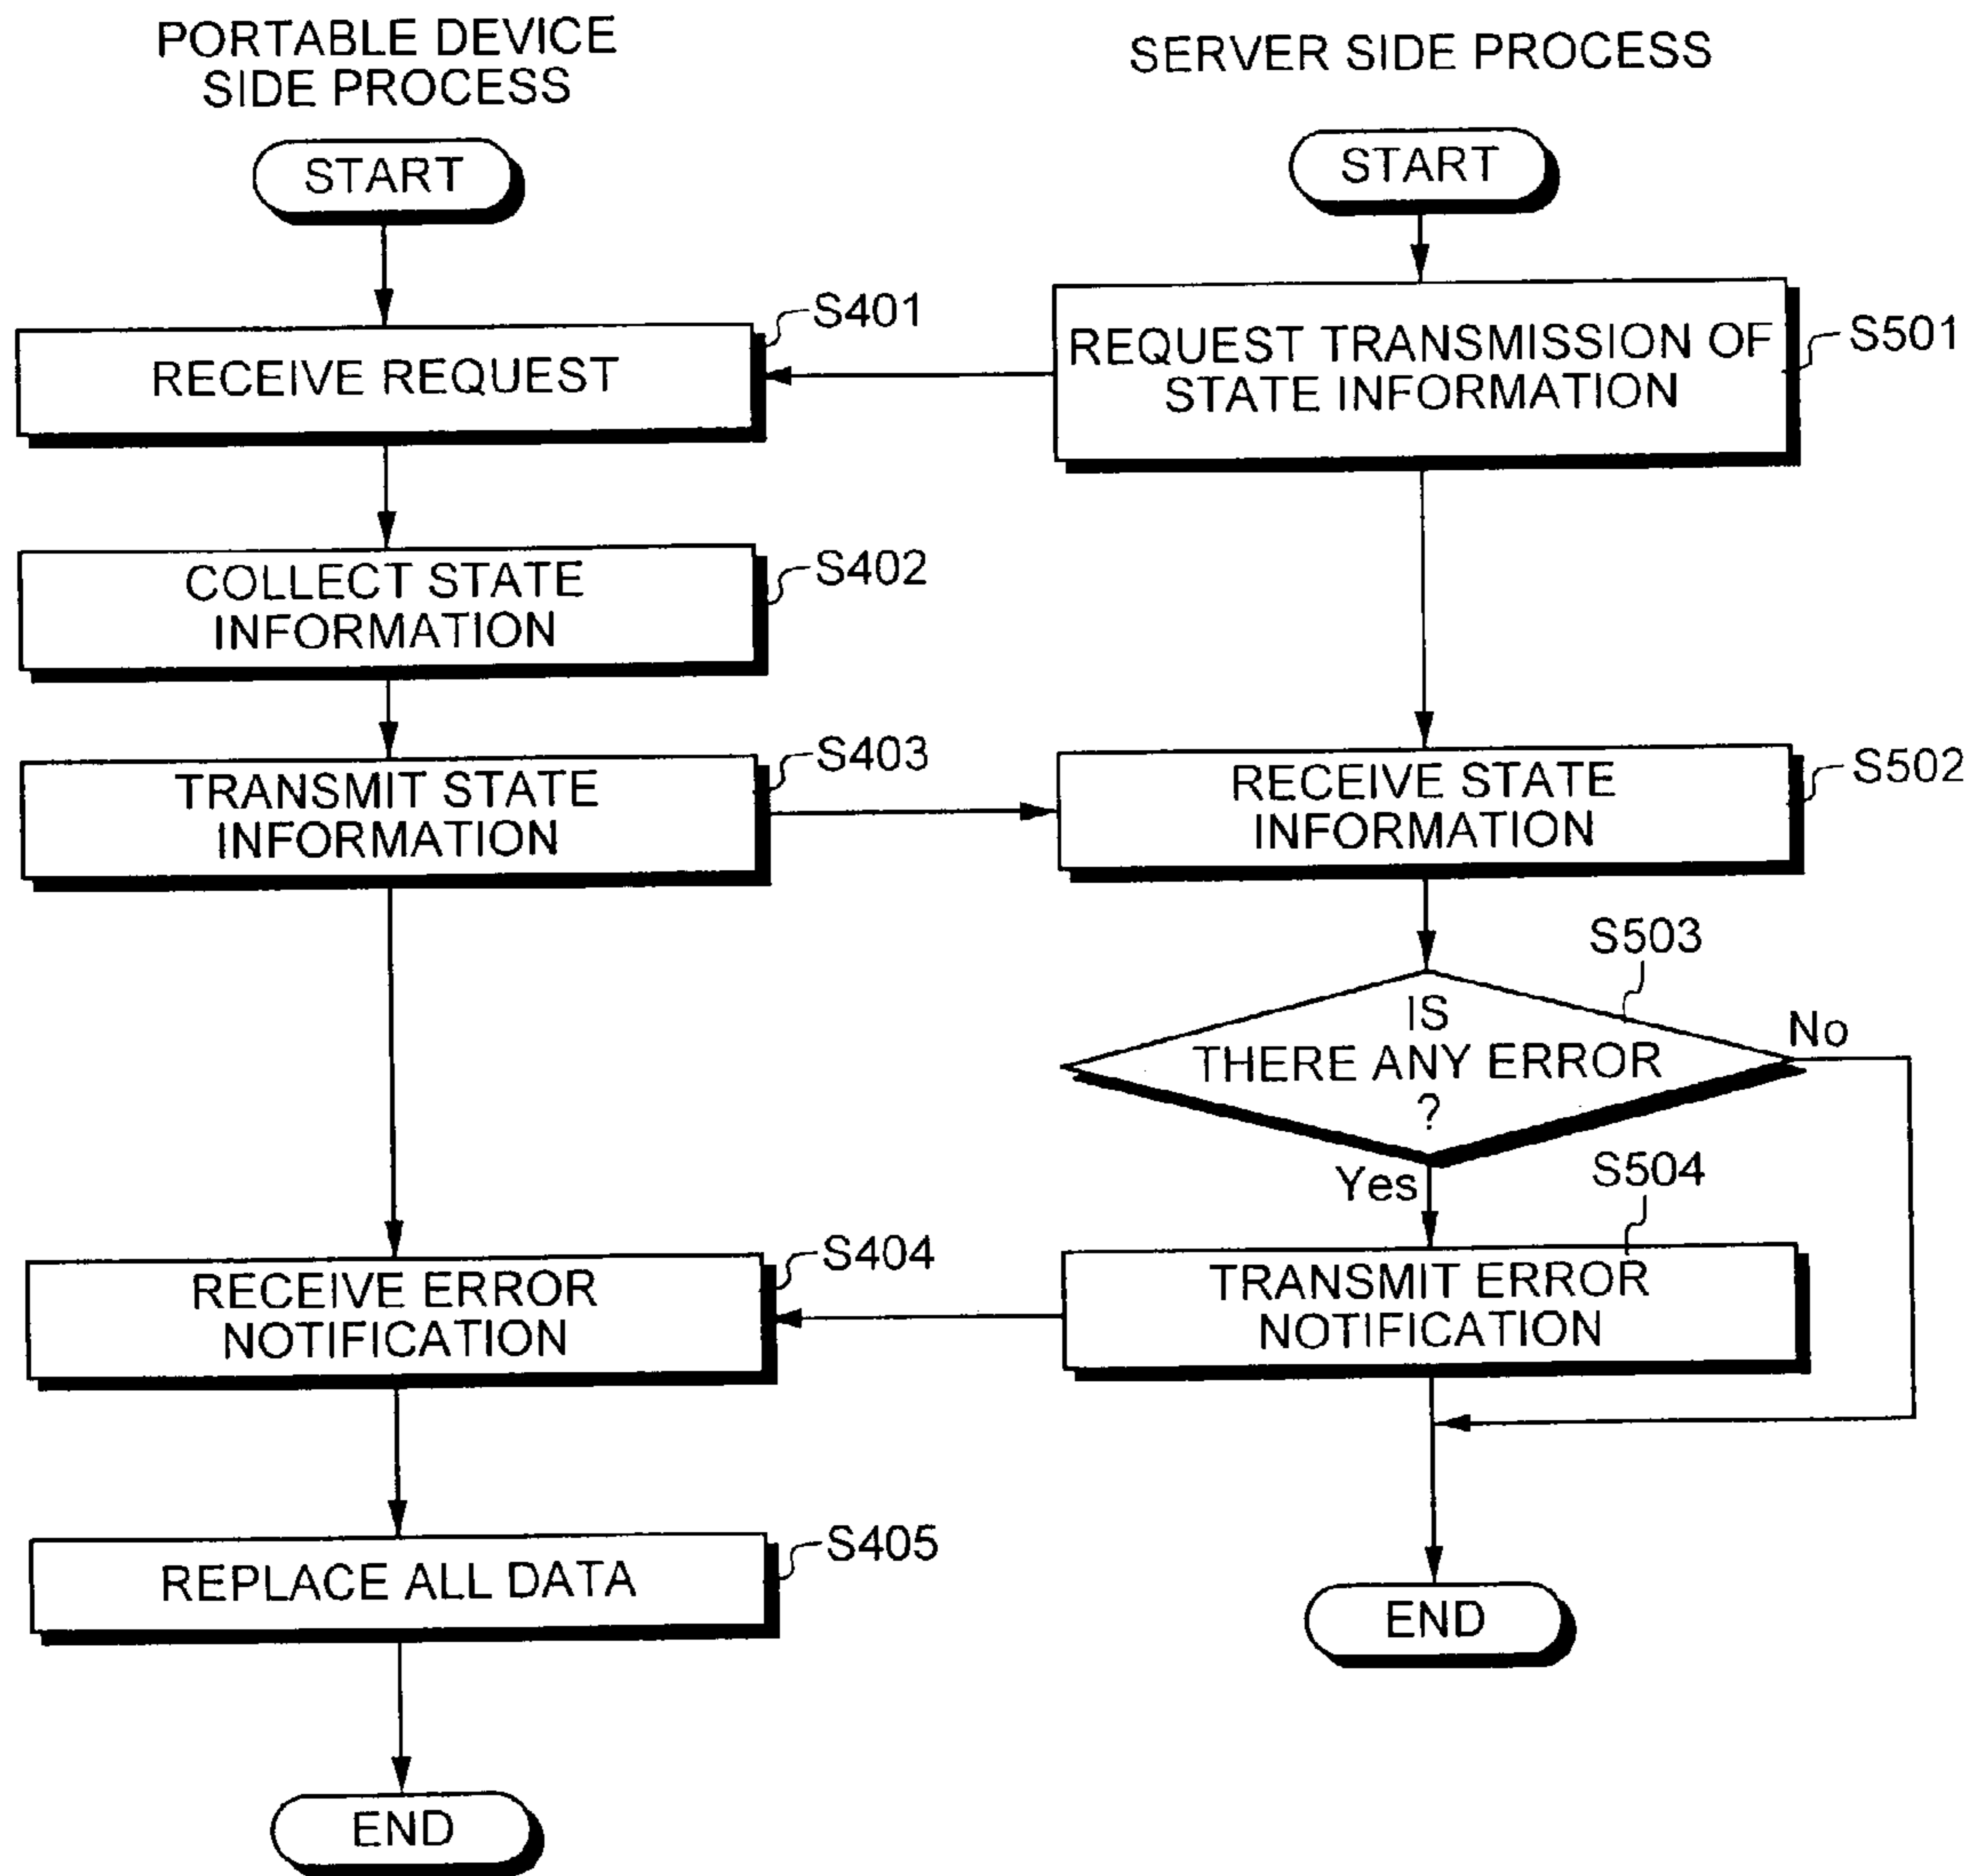 PORTABLE DEVICE
SIDE PROCESS
START
S401
RECEIVE REQUEST
S402
COLLECT STATE
INFORMATION
S403
TRANSMIT STATE
INFORMATION
S404
RECEIVE ERROR
NOTIFICATION
S405
REPLACE ALL DATA
END
SERVER SIDE PROCESS
START
S501
REQUEST TRANSMISSION OF
STATE INFORMATION
S502
RECEIVE STATE
INFORMATION
S503
IS
THERE ANY ERROR
?
No
Yes
S504
TRANSMIT ERROR
NOTIFICATION
END